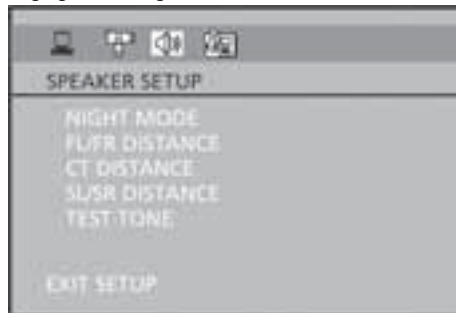 SPEAKER SETUP
NIGHT MODE
FL/FR DISTANCE
CT DISTANCE
SL/SR DISTANCE
TEST TONE
EXIT SETUP